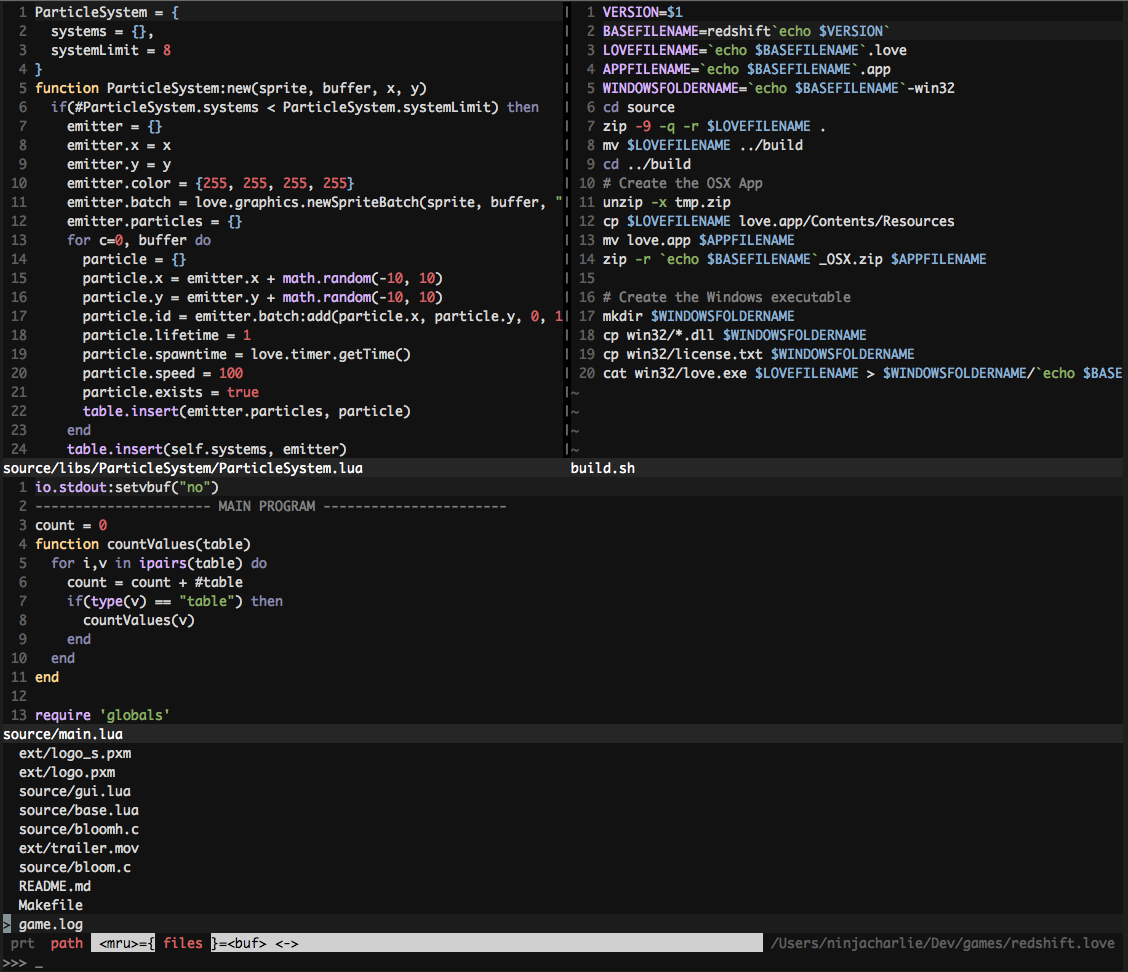 1 ParticleSystem = {
2   systems = {},
3   systemLimit = 8
4 }
5 function ParticleSystem:new(sprite, buffer, x, y)
6   if(#ParticleSystem.systems < ParticleSystem.systemLimit) then
7     emitter = {}
8     emitter.x = x
9     emitter.y = y
10     emitter.color = {255, 255, 255, 255}
11     emitter.batch = love.graphics.newSpriteBatch(sprite, buffer, "
12     emitter.particles = {}
13     for c=0, buffer do
14       particle = {}
15       particle.x = emitter.x + math.random(-10, 10)
16       particle.y = emitter.y + math.random(-10, 10)
17       particle.id = emitter.batch:add(particle.x, particle.y, 0, 1
18       particle.lifetime = 1
19       particle.spawntime = love.timer.getTime()
20       particle.speed = 100
21       particle.exists = true
22       table.insert(emitter.particles, particle)
23     end
24     table.insert(self.systems, emitter)
source/libs/ParticleSystem/ParticleSystem.lua
1 VERSION=$1
2 BASEFILENAME=redshift`echo $VERSION`
3 LOVEFILENAME=`echo $BASEFILENAME`.love
4 APPFILENAME=`echo $BASEFILENAME`.app
5 WINDOWSFOLDERNAME=`echo $BASEFILENAME`-win32
6 cd source
7 zip -9 -q -r $LOVEFILENAME .
8 mv $LOVEFILENAME ../build
9 cd ../build
10 # Create the OSX App
11 unzip -x tmp.zip
12 cp $LOVEFILENAME love.app/Contents/Resources
13 mv love.app $APPFILENAME
14 zip -r `echo $BASEFILENAME`_OSX.zip $APPFILENAME
15
16 # Create the Windows executable
17 mkdir $WINDOWSFOLDERNAME
18 cp win32/*.dll $WINDOWSFOLDERNAME
19 cp win32/license.txt $WINDOWSFOLDERNAME
20 cat win32/love.exe $LOVEFILENAME > $WINDOWSFOLDERNAME/`echo $BASE
~
~
~
~
build.sh
1 io.stdout:setvbuf("no")
2 ---------------------- MAIN PROGRAM -----------------------
3 count = 0
4 function countValues(table)
5   for i,v in ipairs(table) do
6     count = count + #table
7     if(type(v) == "table") then
8       countValues(v)
9     end
10   end
11 end
12
13 require 'globals'
source/main.lua
ext/logo_s.pxm
ext/logo.pxm
source/gui.lua
source/base.lua
source/bloomh.c
ext/trailer.mov
source/bloom.c
README.md
Makefile
> game.log
prt path <mru>={ files }=<buf> <-> /Users/ninjacharlie/Dev/games/redshift.love
>>> _